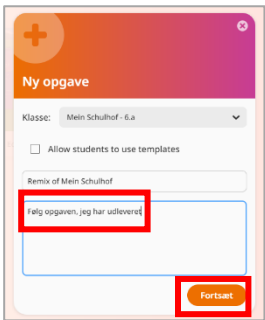 Ny opgave
Klasse: Mein Schulhof - 6.a
Allow students to use templates
Remix of Mein Schulhof
Følg opgaven, jeg har udleveret
Fortsæt